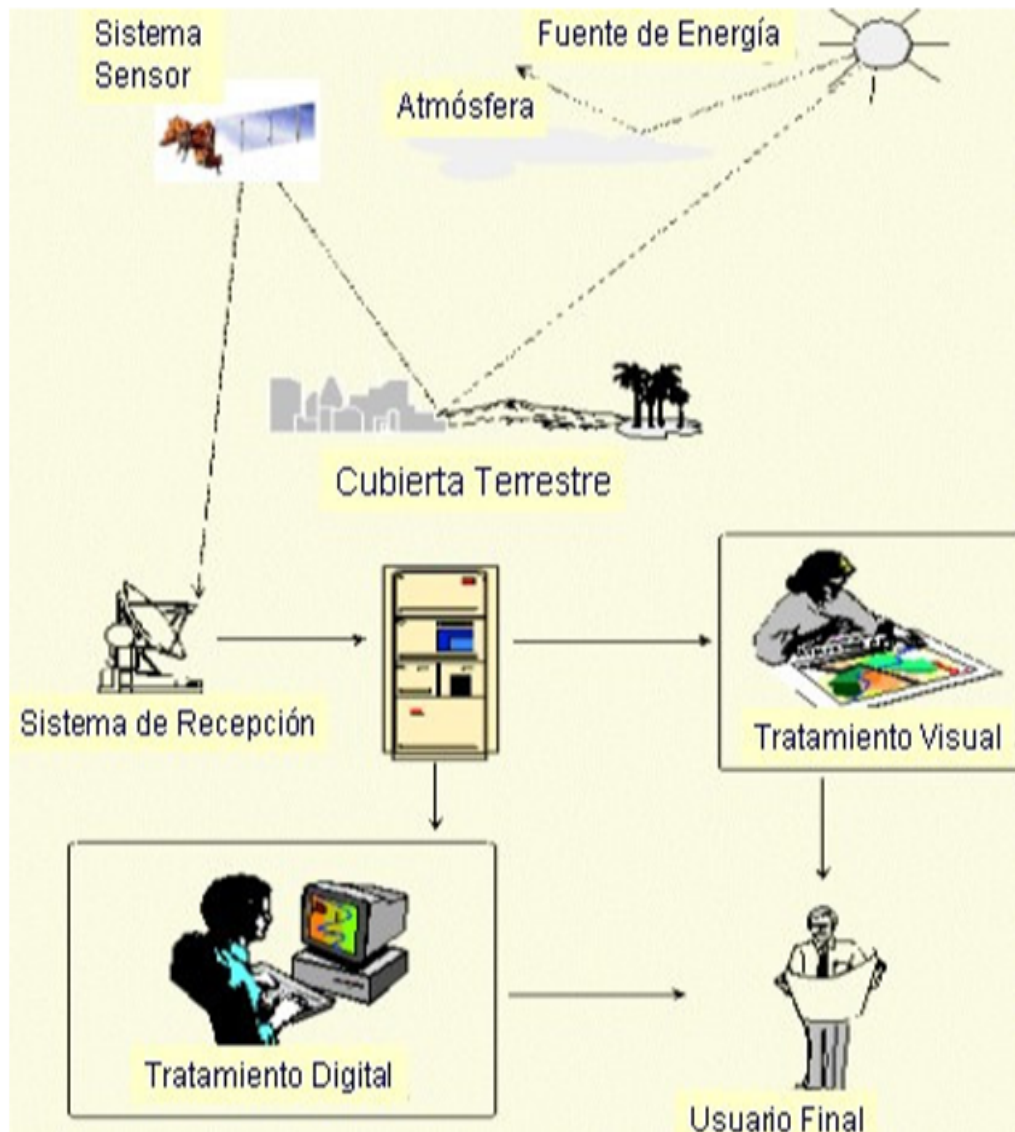 Sistema
Sensor
Fuente de Energía
Atmósfera
Cubierta Terrestre
Sistema de Recepción
Tratamiento Visual
Tratamiento Digital
Usuario Final